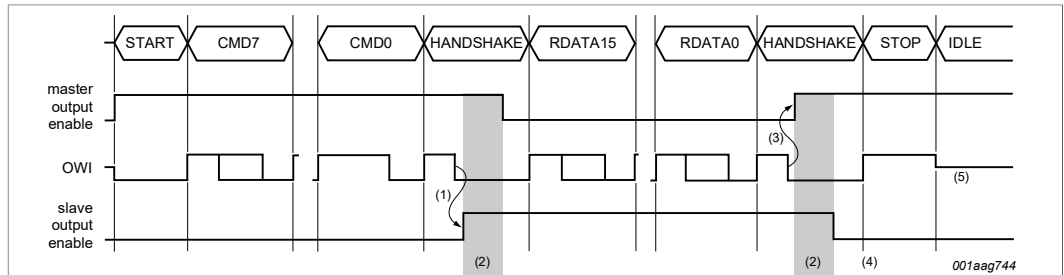 START CMD7 CMD0 HANDSHAKE RDATA15 RDATA0 HANDSHAKE STOP IDLE
master
output
enable
(3)
OWI
(1)
(5)
slave
output
enable
(2) (2) (4)
001aag744